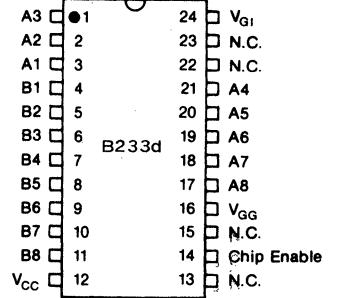 A3 1 24 VGI
A2 2 23 N.C.
A1 3 22 N.C.
B1 4 21 A4
B2 5 20 A5
B3 6 19 A6
B233d
B4 7 18 A7
B5 8 17 A8
B6 9 16 VGG
B7 10 15 N.C.
B8 11 14 Chip Enable
VCC 12 13 N.C.